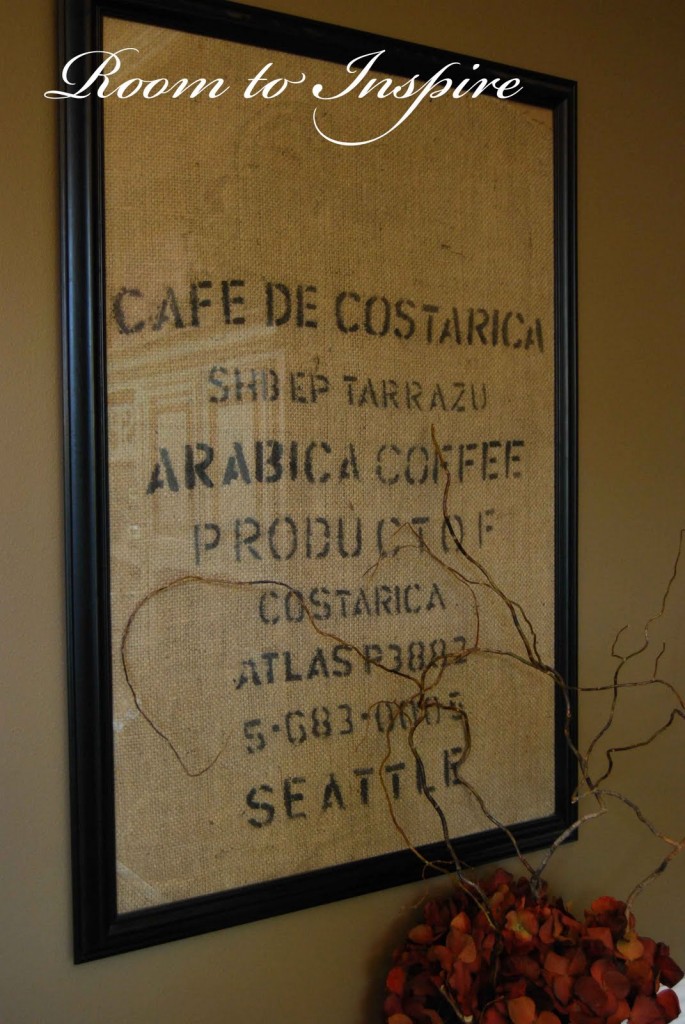 Room to Inspire
CAFE DE COSTARICA
SHB EP TARRAZU
ARABICA COFFEE
PRODUCT OF
COSTARICA
ATLAS P3882
SEATTLE